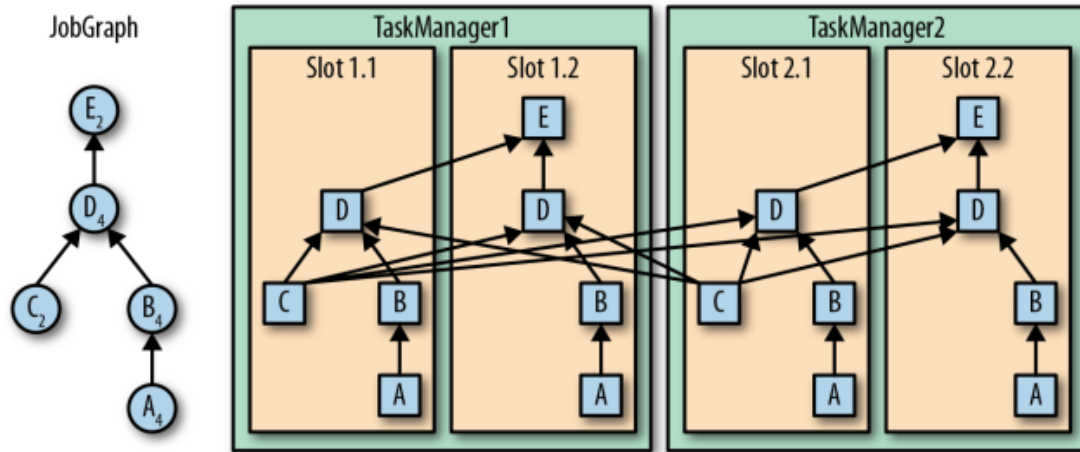 JobGraph
E₂
D₄
C₂
B₄
A₄
TaskManager1
Slot 1.1
D
C
B
A
Slot 1.2
E
D
B
A
TaskManager2
Slot 2.1
D
C
B
A
Slot 2.2
E
D
B
A